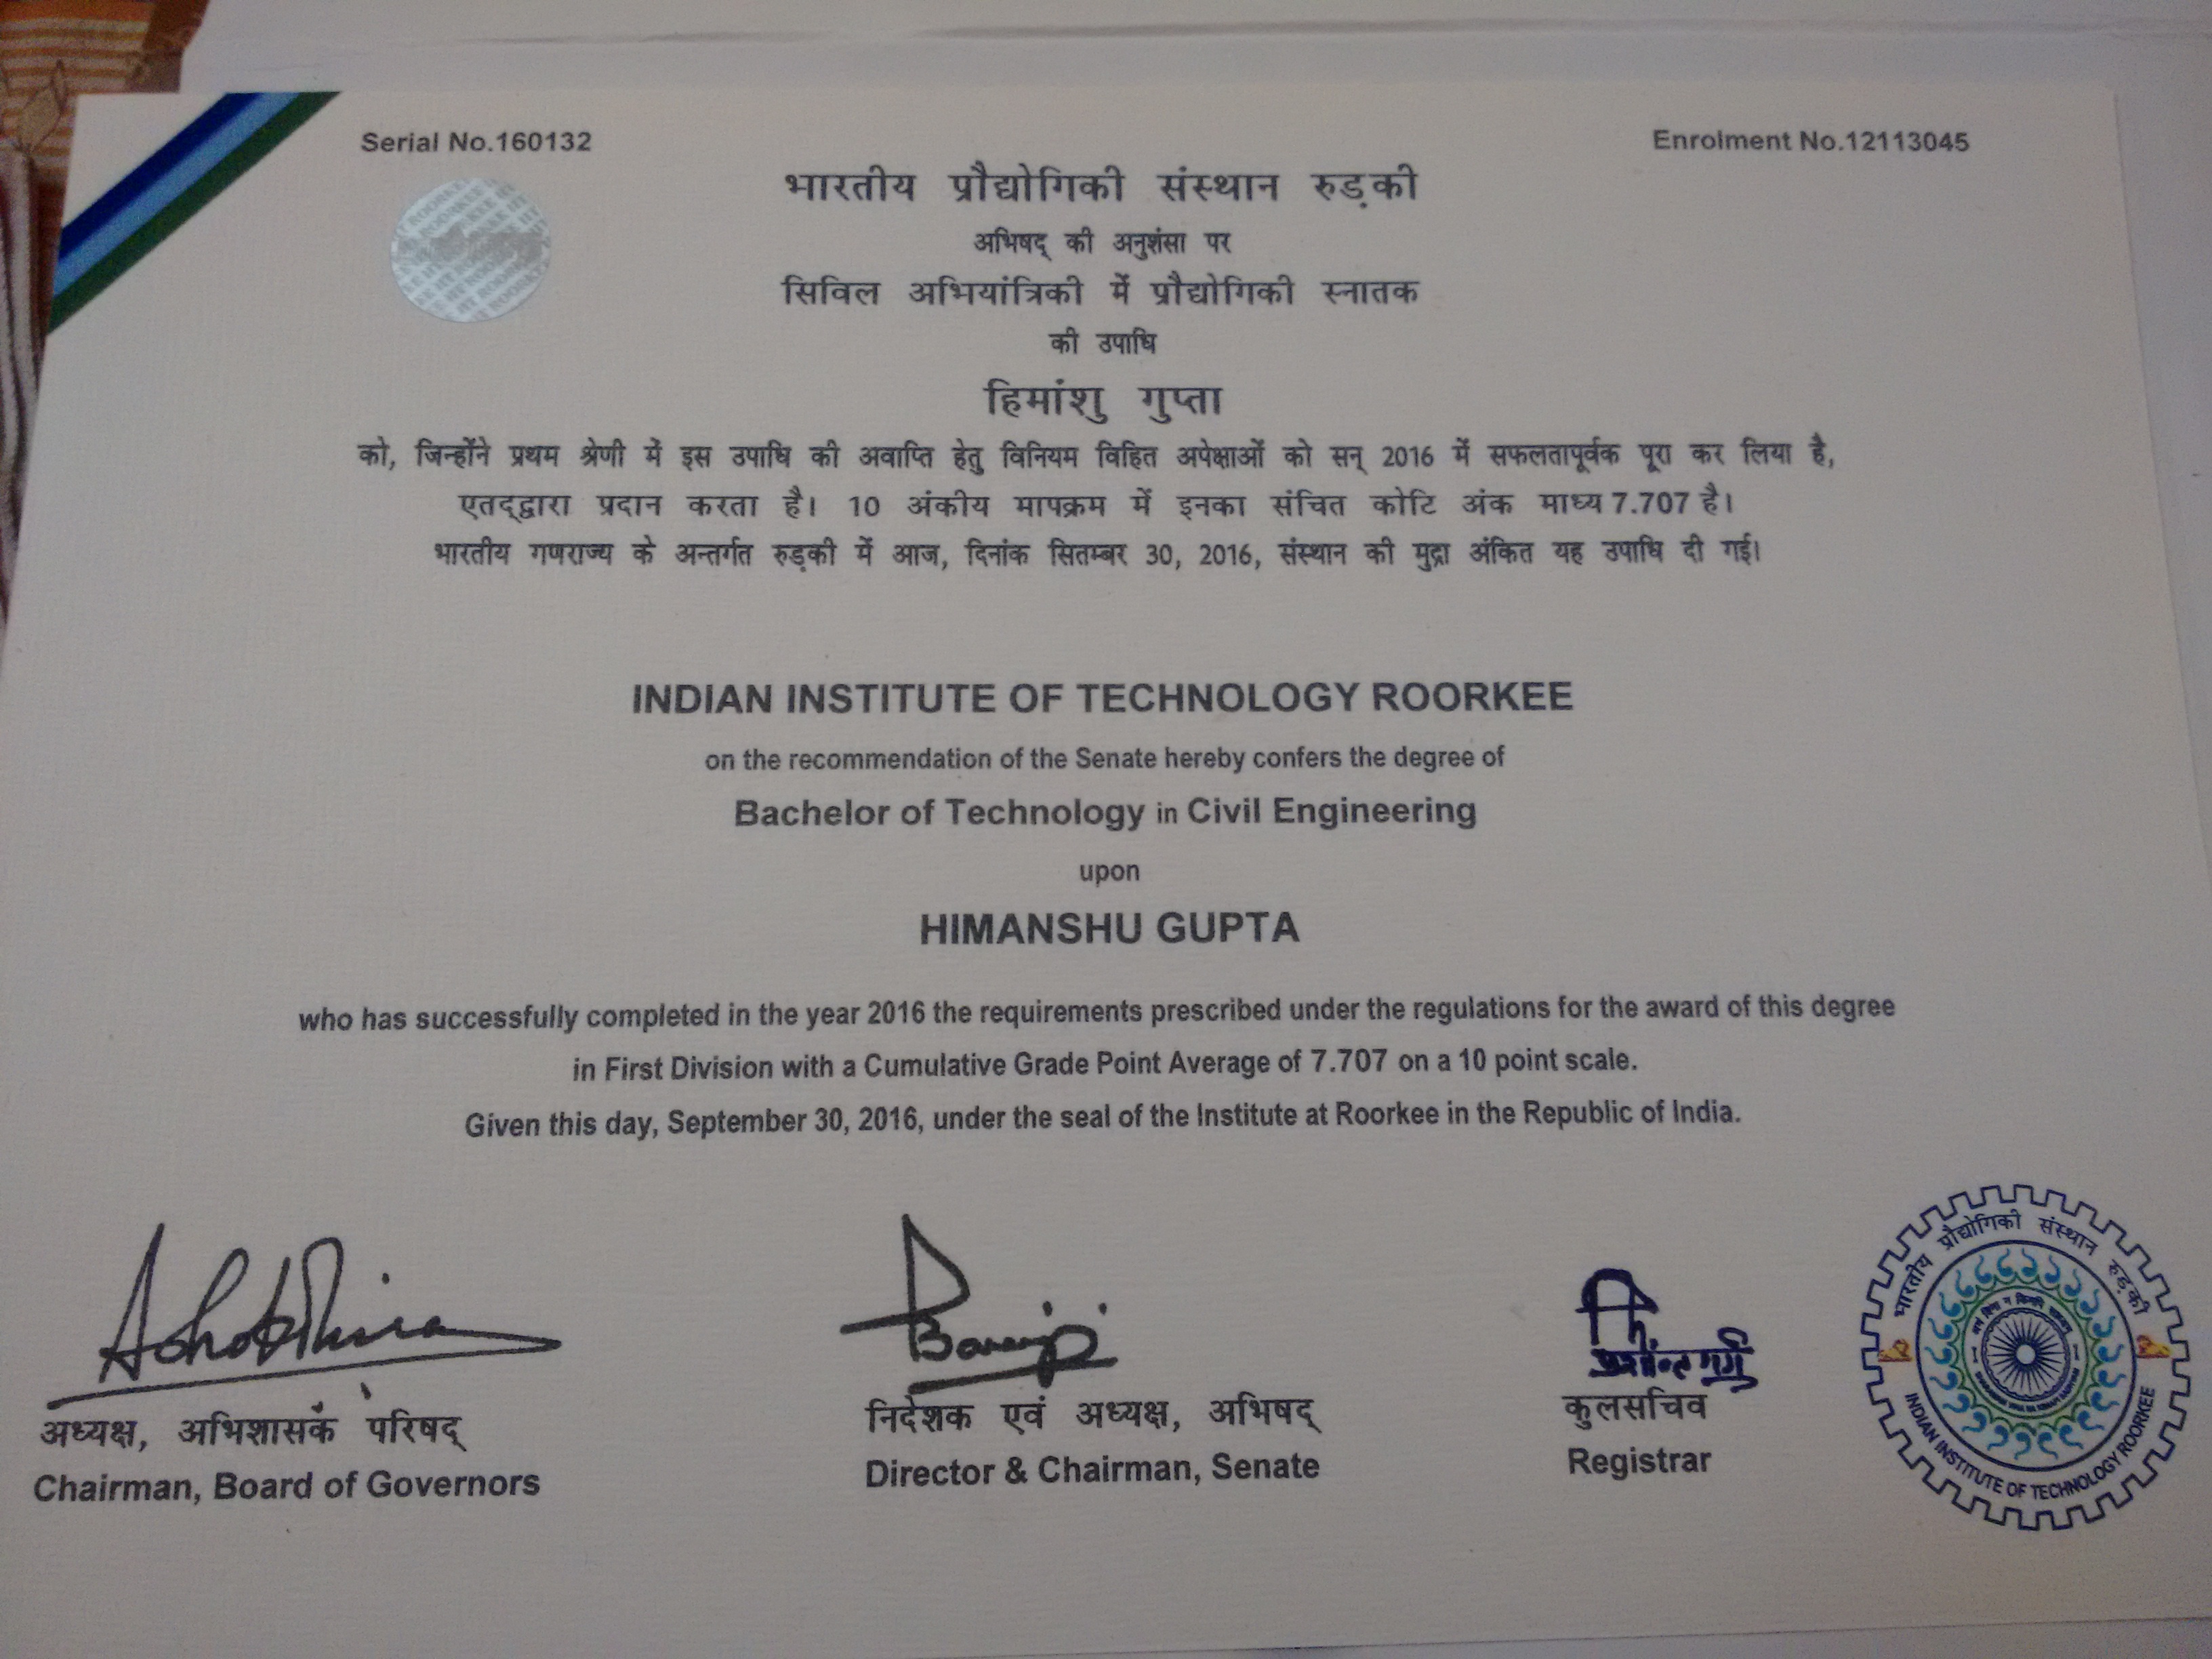 Serial No.160132
Enrolment No.12113045
भारतीय प्रौद्योगिकी संस्थान रुड़की
अभिषद् की अनुशंसा पर
सिविल अभियांत्रिकी में प्रौद्योगिकी स्नातक
की उपाधि
हिमांशु गुप्ता
को, जिन्होंने प्रथम श्रेणी में इस उपाधि की अवाप्ति हेतु विनियम विहित अपेक्षाओं को सन् 2016 में सफलतापूर्वक पूरा कर लिया है,
एतद्द्वारा प्रदान करता है। 10 अंकीय मापक्रम में इनका संचित कोटि अंक माध्य 7.707 है।
भारतीय गणराज्य के अन्तर्गत रुड़की में आज, दिनांक सितम्बर 30, 2016, संस्थान की मुद्रा अंकित यह उपाधि दी गई।
INDIAN INSTITUTE OF TECHNOLOGY ROORKEE
on the recommendation of the Senate hereby confers the degree of
Bachelor of Technology in Civil Engineering
upon
HIMANSHU GUPTA
who has successfully completed in the year 2016 the requirements prescribed under the regulations for the award of this degree
in First Division with a Cumulative Grade Point Average of 7.707 on a 10 point scale.
Given this day, September 30, 2016, under the seal of the Institute at Roorkee in the Republic of India.
प्रशान्त गर्ग
अध्यक्ष, अभिशासक परिषद्
Chairman, Board of Governors
निदेशक एवं अध्यक्ष, अभिषद्
Director & Chairman, Senate
कुलसचिव
Registrar
भारतीय प्रौद्योगिकी संस्थान रुड़की
INDIAN INSTITUTE OF TECHNOLOGY ROORKEE